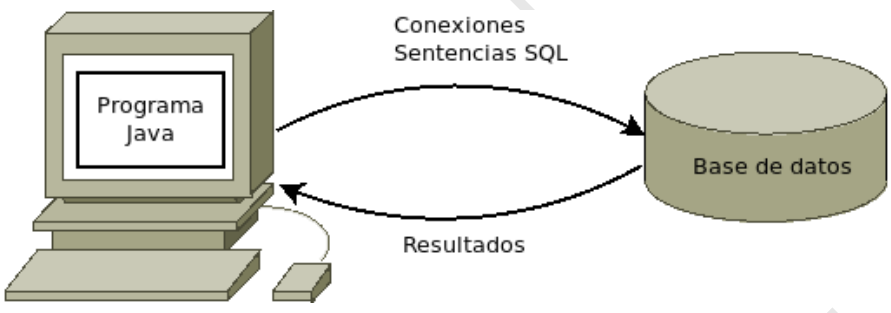 Conexiones
Sentencias SQL
Programa
Java
Base de datos
Resultados